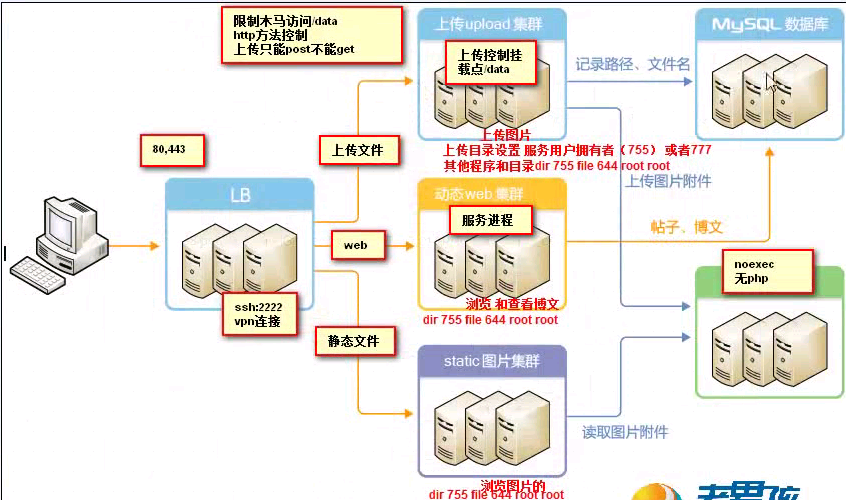 限制木马访问/data
http方法控制
上传只能post不能get
上传upload 集群
MySQL 数据库
上传控制挂
载点/data
记录路径、文件名
80,443
上传文件
上传图片
上传目录设置 服务用户拥有者（755）或者777
其他程序和目录dir 755 file 644 root root
上传图片附件
LB
动态web 集群
服务进程
web
帖子、博文
noexec
无php
ssh:2222
vpn连接
浏览 和查看博文
dir 755 file 644 root root
静态文件
static 图片集群
读取图片附件
浏览图片的
dir 755 file 644 root root
老男孩